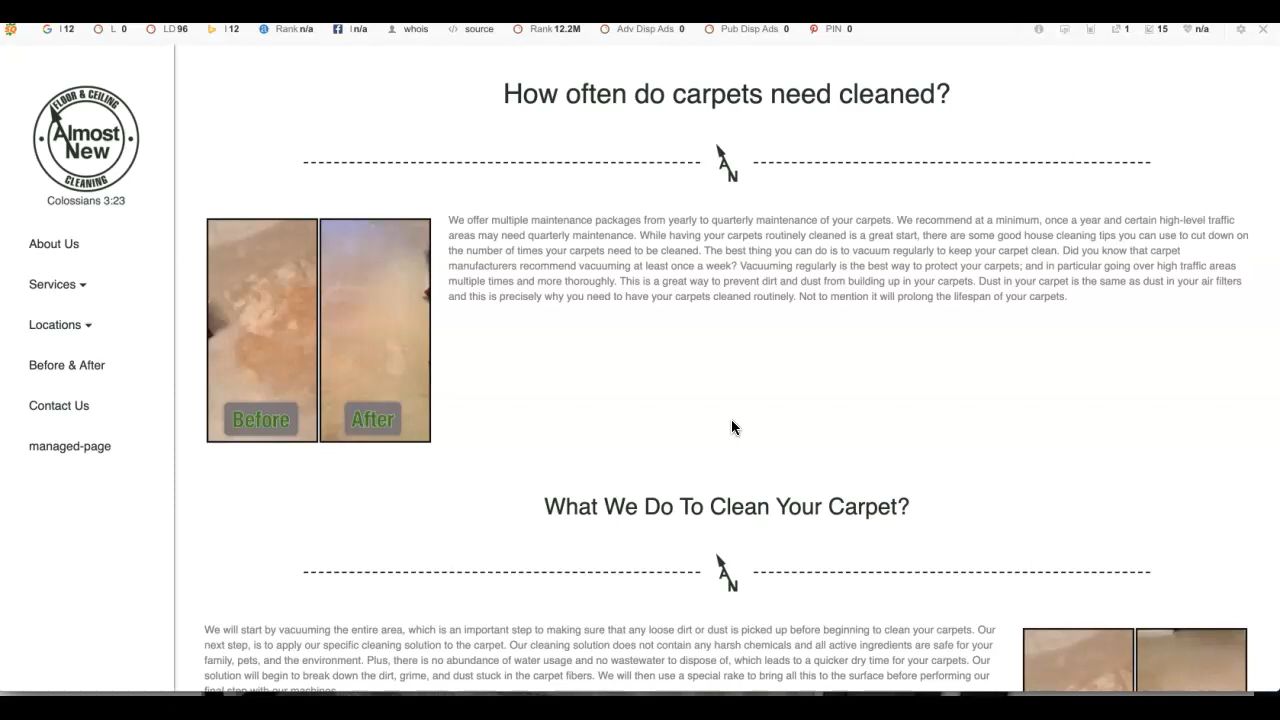 I 12 L 0 LD 96 I 12 Rank n/a I n/a whois source Rank 12.2M Adv Disp Ads 0 Pub Disp Ads 0 PIN 0 1 15 n/a
FLOOR & CEILING
Almost
New
CLEANING
Colossians 3:23
About Us
Services
Locations
Before & After
Contact Us
managed-page
How often do carpets need cleaned?
A
N
We offer multiple maintenance packages from yearly to quarterly maintenance of your carpets. We recommend at a minimum, once a year and certain high-level traffic
areas may need quarterly maintenance. While having your carpets routinely cleaned is a great start, there are some good house cleaning tips you can use to cut down on
the number of times your carpets need to be cleaned. The best thing you can do is to vacuum regularly to keep your carpet clean. Did you know that carpet
manufacturers recommend vacuuming at least once a week? Vacuuming regularly is the best way to protect your carpets; and in particular going over high traffic areas
multiple times and more thoroughly. This is a great way to prevent dirt and dust from building up in your carpets. Dust in your carpet is the same as dust in your air filters
and this is precisely why you need to have your carpets cleaned routinely. Not to mention it will prolong the lifespan of your carpets.
Before After
What We Do To Clean Your Carpet?
A
N
We will start by vacuuming the entire area, which is an important step to making sure that any loose dirt or dust is picked up before beginning to clean your carpets. Our
next step, is to apply our specific cleaning solution to the carpet. Our cleaning solution does not contain any harsh chemicals and all active ingredients are safe for your
family, pets, and the environment. Plus, there is no abundance of water usage and no wastewater to dispose of, which leads to a quicker dry time for your carpets. Our
solution will begin to break down the dirt, grime, and dust stuck in the carpet fibers. We will then use a special rake to bring all this to the surface before performing our
final step with our machines.